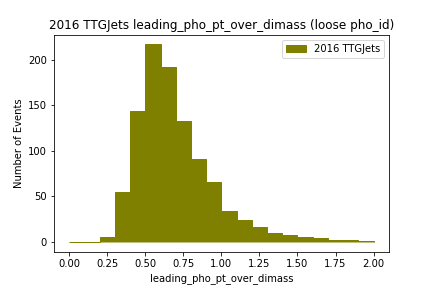 2016 TTGJets leading_pho_pt_over_dimass (loose pho_id)
2016 TTGJets
200
150
100
50
0
Number of Events
0.00 0.25 0.50 0.75 1.00 1.25 1.50 1.75 2.00
leading_pho_pt_over_dimass